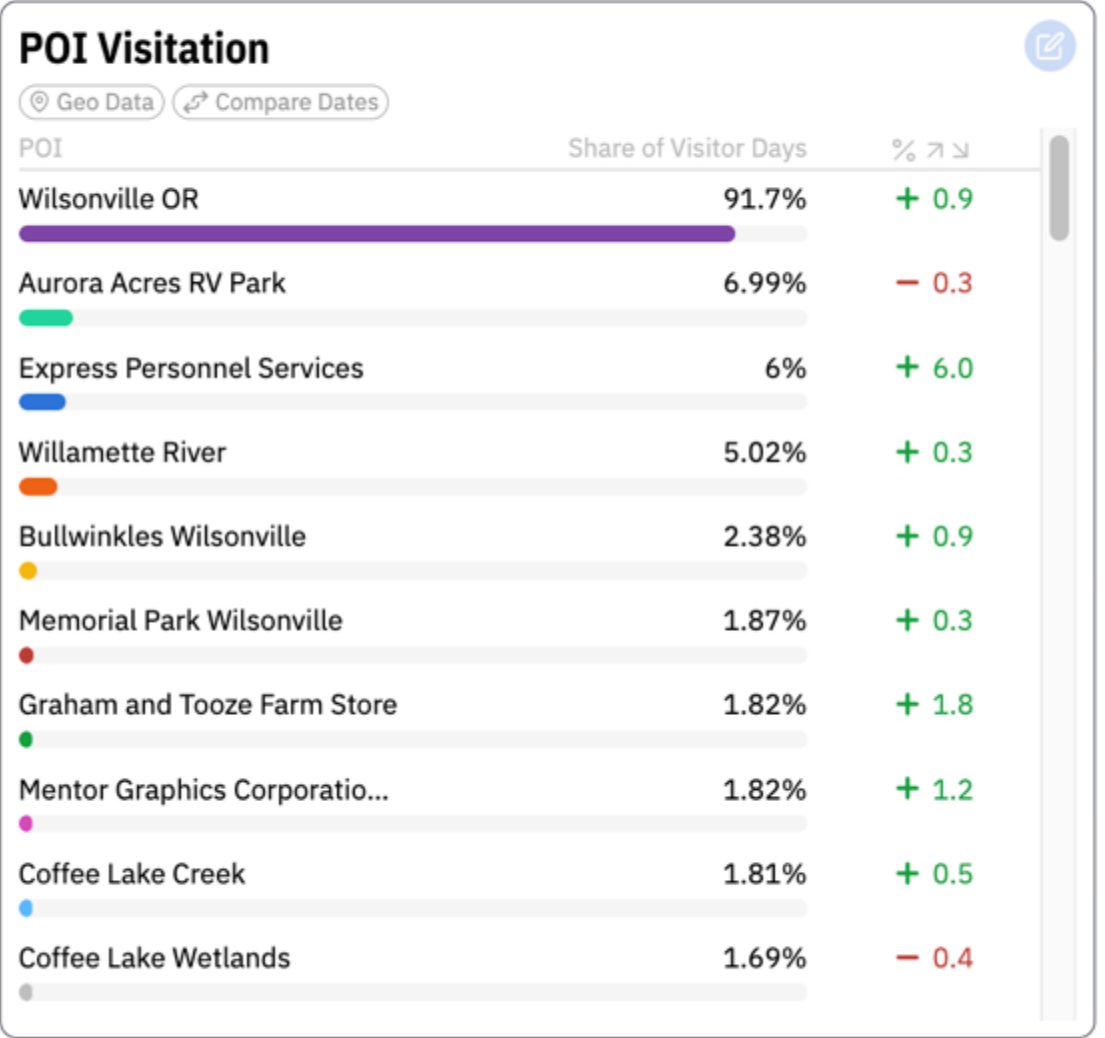 POI Visitation
Geo Data Compare Dates
POI Share of Visitor Days % ↗ ↘
Wilsonville OR 91.7% + 0.9
Aurora Acres RV Park 6.99% − 0.3
Express Personnel Services 6% + 6.0
Willamette River 5.02% + 0.3
Bullwinkles Wilsonville 2.38% + 0.9
Memorial Park Wilsonville 1.87% + 0.3
Graham and Tooze Farm Store 1.82% + 1.8
Mentor Graphics Corporatio... 1.82% + 1.2
Coffee Lake Creek 1.81% + 0.5
Coffee Lake Wetlands 1.69% − 0.4